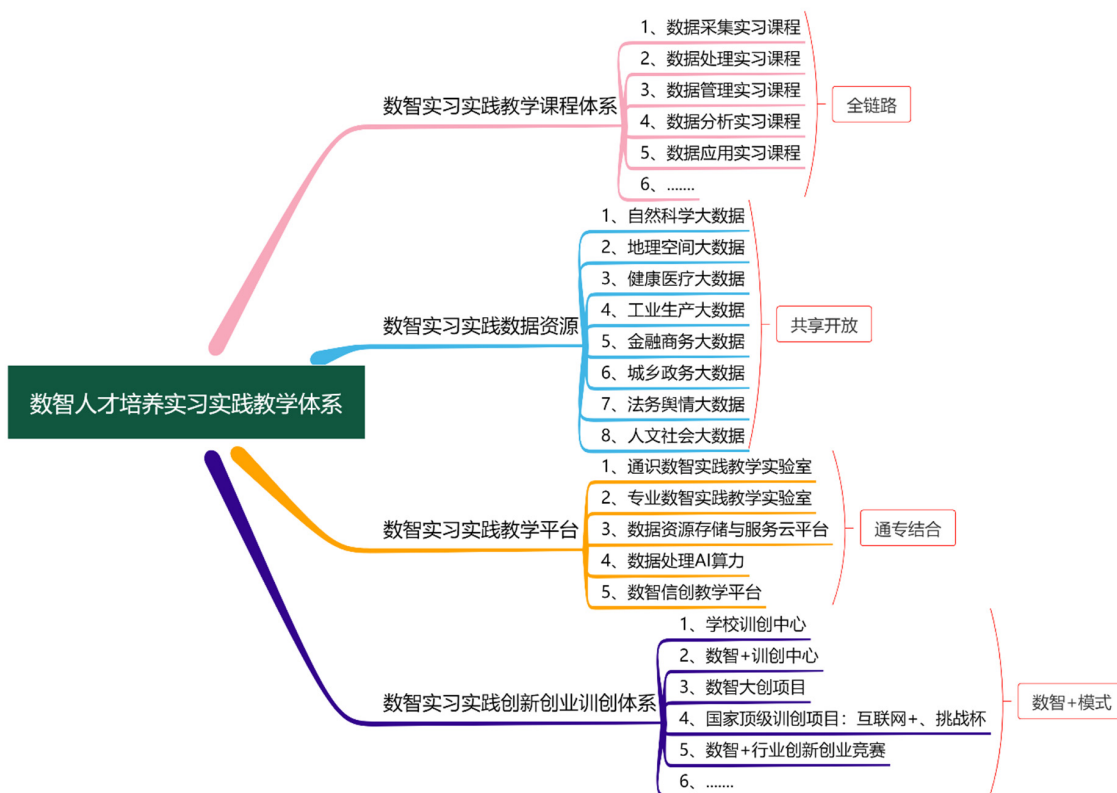 数智人才培养实习实践教学体系
数智实习实践教学课程体系
1、数据采集实习课程
2、数据处理实习课程
3、数据管理实习课程
4、数据分析实习课程
5、数据应用实习课程
6、.......
全链路
数智实习实践数据资源
1、自然科学大数据
2、地理空间大数据
3、健康医疗大数据
4、工业生产大数据
5、金融商务大数据
6、城乡政务大数据
7、法务舆情大数据
8、人文社会大数据
共享开放
数智实习实践教学平台
1、通识数智实践教学实验室
2、专业数智实践教学实验室
3、数据资源存储与服务云平台
4、数据处理AI算力
5、数智信创教学平台
通专结合
数智实习实践创新创业训创体系
1、学校训创中心
2、数智+训创中心
3、数智大创项目
4、国家顶级训创项目：互联网+、挑战杯
5、数智+行业创新创业竞赛
6、.......
数智+模式